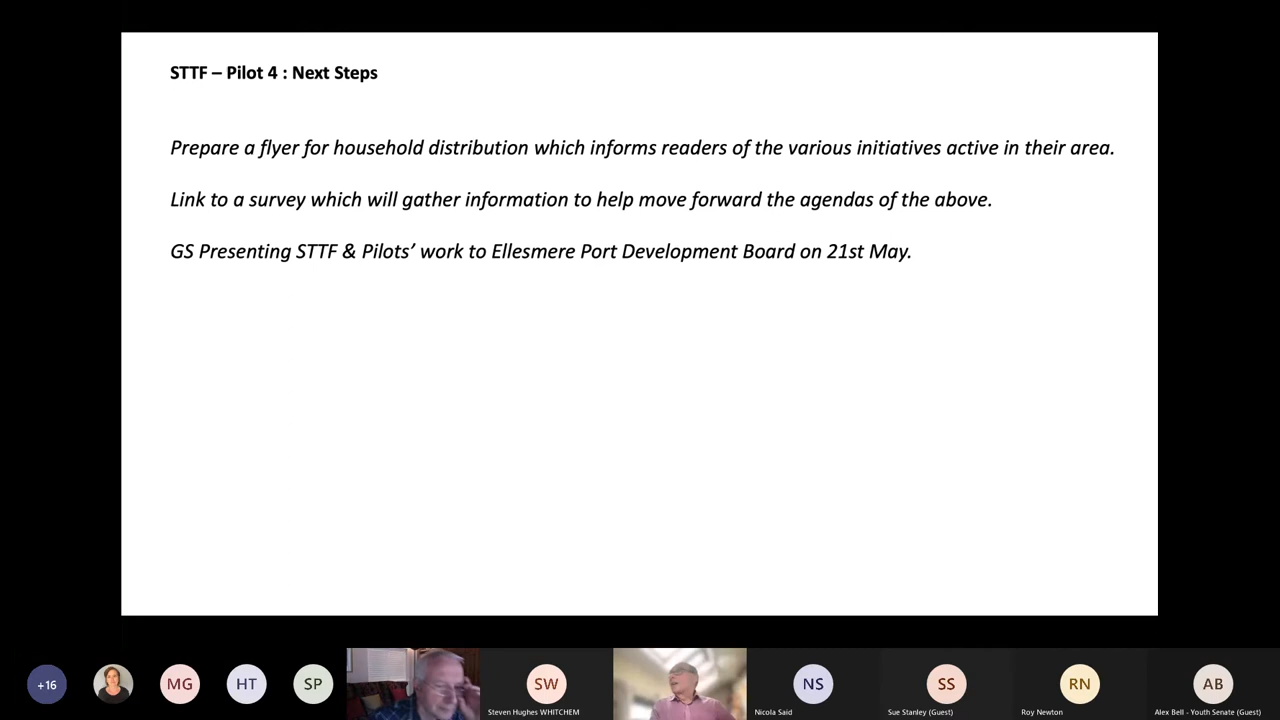 STTF – Pilot 4 : Next Steps
Prepare a flyer for household distribution which informs readers of the various initiatives active in their area.
Link to a survey which will gather information to help move forward the agendas of the above.
GS Presenting STTF & Pilots’ work to Ellesmere Port Development Board on 21st May.
+16
MG
HT
SP
SW
Steven Hughes WHITCHEM
NS
Nicola Said
SS
Sue Stanley (Guest)
RN
Roy Newton
AB
Alex Bell - Youth Senate (Guest)